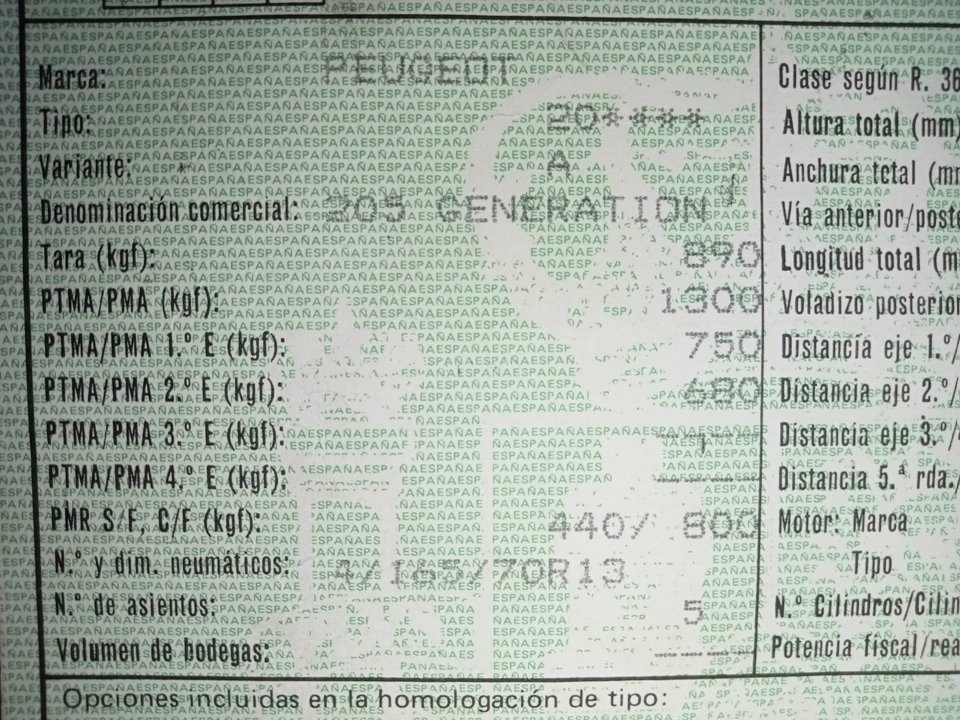 Marca: PEUGEOT
Tipo: 20****
Variante: A
Denominación comercial: 205 GENERATION
Tara (kgf): 890
PTMA/PMA (kgf): 1300
PTMA/PMA 1.º E (kgf): 750
PTMA/PMA 2.º E (kgf): 680
PTMA/PMA 3.º E (kgf): ---
PTMA/PMA 4.º E (kgf): ----
PMR S/F, C/F (kgf): 440/ 800
N.º y dim. neumáticos: 4/165/70R13
N.º de asientos: 5
Volumen de bodegas: ----
Clase según R. 36
Altura total (mm)
Anchura total (mm
Vía anterior/poste
Longitud total (m
Voladizo posterior
Distancia eje 1.º/
Distancia eje 2.º/
Distancia eje 3.º/
Distancia 5.ª rda./
Motor: Marca
Tipo
N.º Cilindros/Cilin
Potencia fiscal/rea
Opciones incluidas en la homologación de tipo: